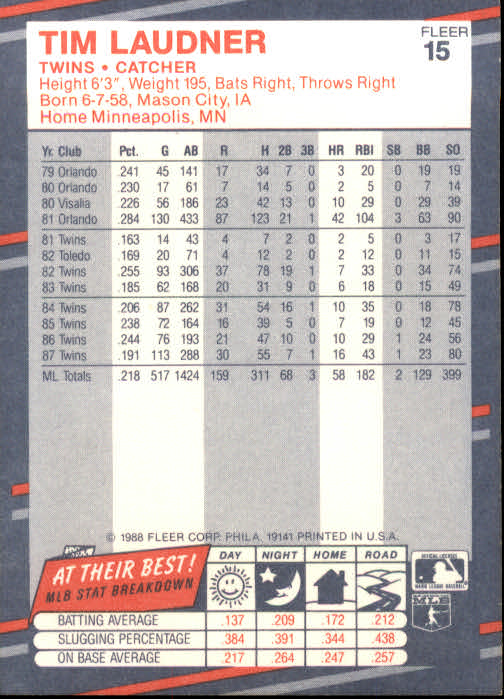 TIM LAUDNER
FLEER
15
TWINS • CATCHER
Height 6'3", Weight 195, Bats Right, Throws Right
Born 6-7-58, Mason City, IA
Home Minneapolis, MN
Yr. Club Pct. G AB R H 2B 3B HR RBI SB BB SO
79 Orlando .241 45 141 17 34 7 0 3 20 0 19 19
80 Orlando .230 17 61 7 14 5 0 2 5 0 7 14
80 Visalia .226 56 186 23 42 13 0 10 29 0 29 39
81 Orlando .284 130 433 87 123 21 1 42 104 3 63 90
81 Twins .163 14 43 4 7 2 0 2 5 0 3 17
82 Toledo .169 20 71 4 12 2 0 2 12 0 11 15
82 Twins .255 93 306 37 78 19 1 7 33 0 34 74
83 Twins .185 62 168 20 31 9 0 6 18 0 15 49
84 Twins .206 87 262 31 54 16 1 10 35 0 18 78
85 Twins .238 72 164 16 39 5 0 7 19 0 12 45
86 Twins .244 76 193 21 47 10 0 10 29 1 24 56
87 Twins .191 113 288 30 55 7 1 16 43 1 23 80
ML Totals .218 517 1424 159 311 68 3 58 182 2 129 399
© 1988 FLEER CORP. PHILA. 19141 PRINTED IN U.S.A.
AT THEIR BEST!
MLB STAT BREAKDOWN
DAY NIGHT HOME ROAD
BATTING AVERAGE .137 .209 .172 .212
SLUGGING PERCENTAGE .384 .391 .344 .438
ON BASE AVERAGE .217 .264 .247 .257
OFFICIAL LICENSEE
MAJOR LEAGUE BASEBALL
MLB